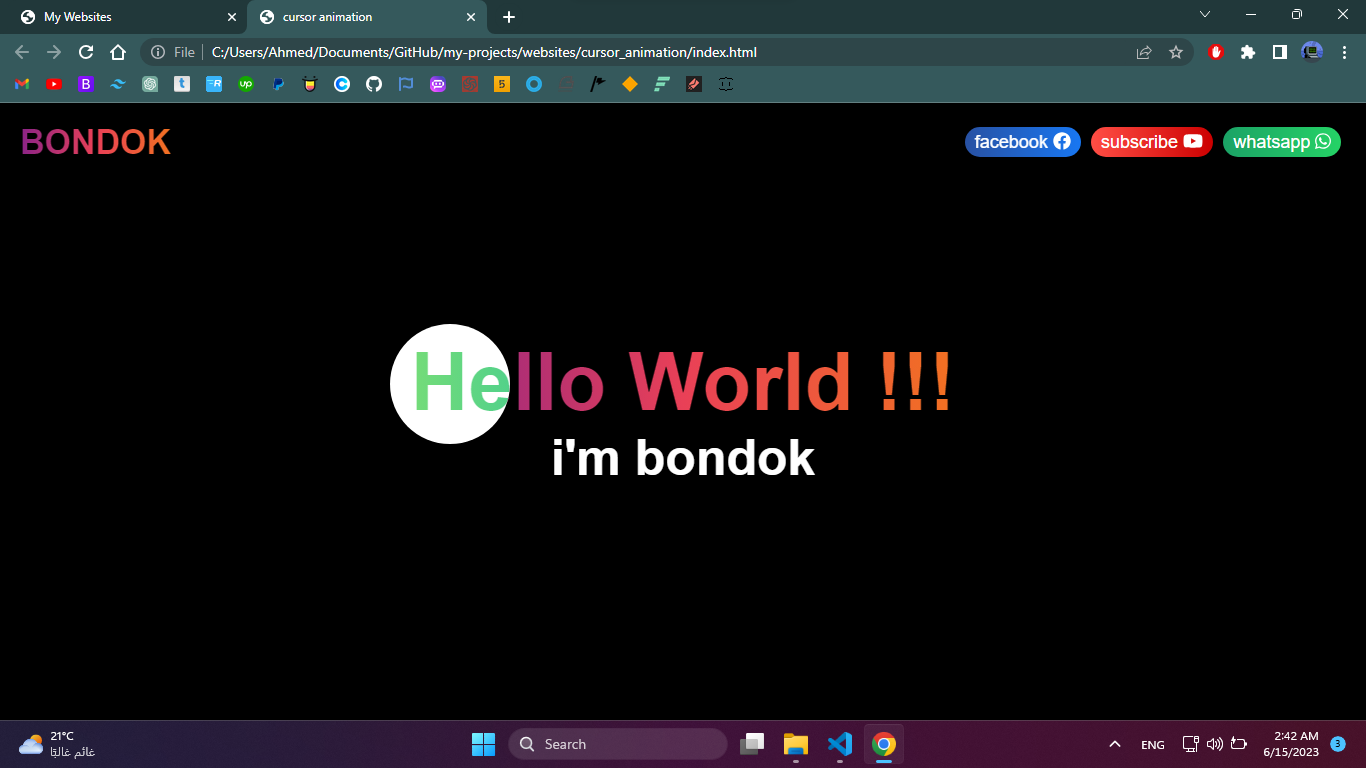 My Websites
cursor animation
File
C:/Users/Ahmed/Documents/GitHub/my-projects/websites/cursor_animation/index.html
BONDOK
facebook
subscribe
whatsapp
Hello World !!!
i'm bondok
21°C
غائم غالبًا
Search
ENG
2:42 AM
6/15/2023
3